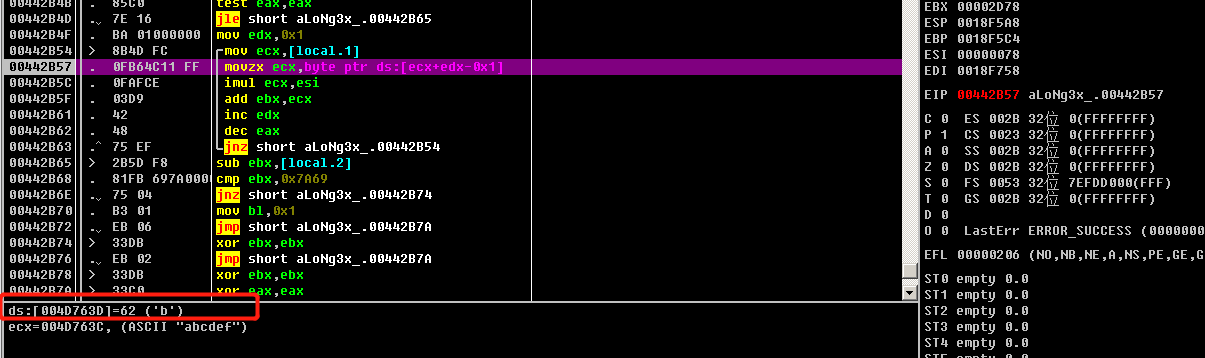 00442B4B . 85C0 test eax,eax
00442B4D .⌄ 7E 16 jle short aLoNg3x_.00442B65
00442B4F . BA 01000000 mov edx,0x1
00442B54 > 8B4D FC mov ecx,[local.1]
00442B57 . 0FB64C11 FF movzx ecx,byte ptr ds:[ecx+edx-0x1]
00442B5C . 0FAFCE imul ecx,esi
00442B5F . 03D9 add ebx,ecx
00442B61 . 42 inc edx
00442B62 . 48 dec eax
00442B63 .^ 75 EF jnz short aLoNg3x_.00442B54
00442B65 > 2B5D F8 sub ebx,[local.2]
00442B68 . 81FB 697A000 cmp ebx,0x7A69
00442B6E .⌄ 75 04 jnz short aLoNg3x_.00442B74
00442B70 . B3 01 mov bl,0x1
00442B72 .⌄ EB 06 jmp short aLoNg3x_.00442B7A
00442B74 > 33DB xor ebx,ebx
00442B76 .⌄ EB 02 jmp short aLoNg3x_.00442B7A
00442B78 > 33DB xor ebx,ebx
00442B7A > 33C0 xor eax,eax
ds:[004D763D]=62 ('b')
ecx=004D763C, (ASCII "abcdef")
EBX 00002D78
ESP 0018F5A8
EBP 0018F5C4
ESI 00000078
EDI 0018F758
EIP 00442B57 aLoNg3x_.00442B57
C 0 ES 002B 32位 0(FFFFFFFF)
P 1 CS 0023 32位 0(FFFFFFFF)
A 0 SS 002B 32位 0(FFFFFFFF)
Z 0 DS 002B 32位 0(FFFFFFFF)
S 0 FS 0053 32位 7EFDD000(FFF)
T 0 GS 002B 32位 0(FFFFFFFF)
D 0
O 0 LastErr ERROR_SUCCESS (0000000
EFL 00000206 (NO,NB,NE,A,NS,PE,GE,G
ST0 empty 0.0
ST1 empty 0.0
ST2 empty 0.0
ST3 empty 0.0
ST4 empty 0.0